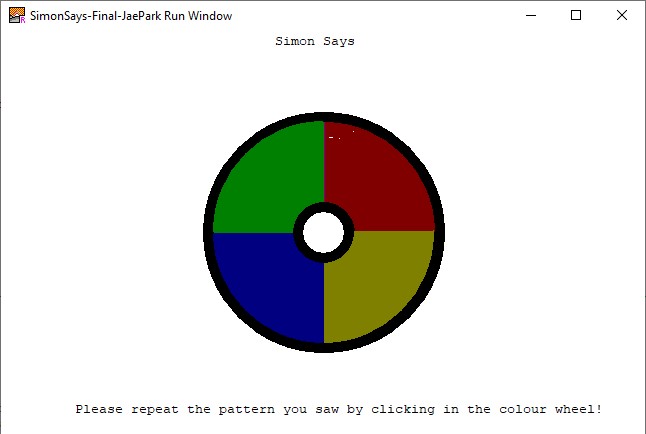 SimonSays-Final-JaePark Run Window
Simon Says
Please repeat the pattern you saw by clicking in the colour wheel!